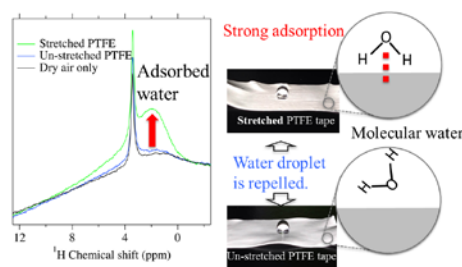 Stretched PTFE
Un-stretched PTFE
Dry air only
Adsorbed
water
12
8
4
0
¹H Chemical shift (ppm)
Strong adsorption
O
H H
Stretched PTFE tape
Molecular water
Water droplet
is repelled.
H
H O
Un-stretched PTFE tape